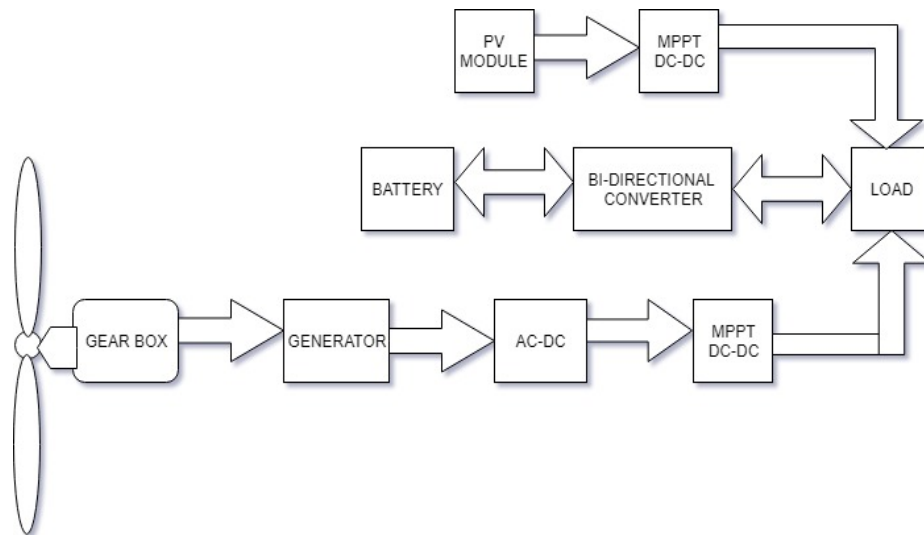 PV
MODULE
MPPT
DC-DC
BATTERY
BI-DIRECTIONAL
CONVERTER
LOAD
GEAR BOX
GENERATOR
AC-DC
MPPT
DC-DC